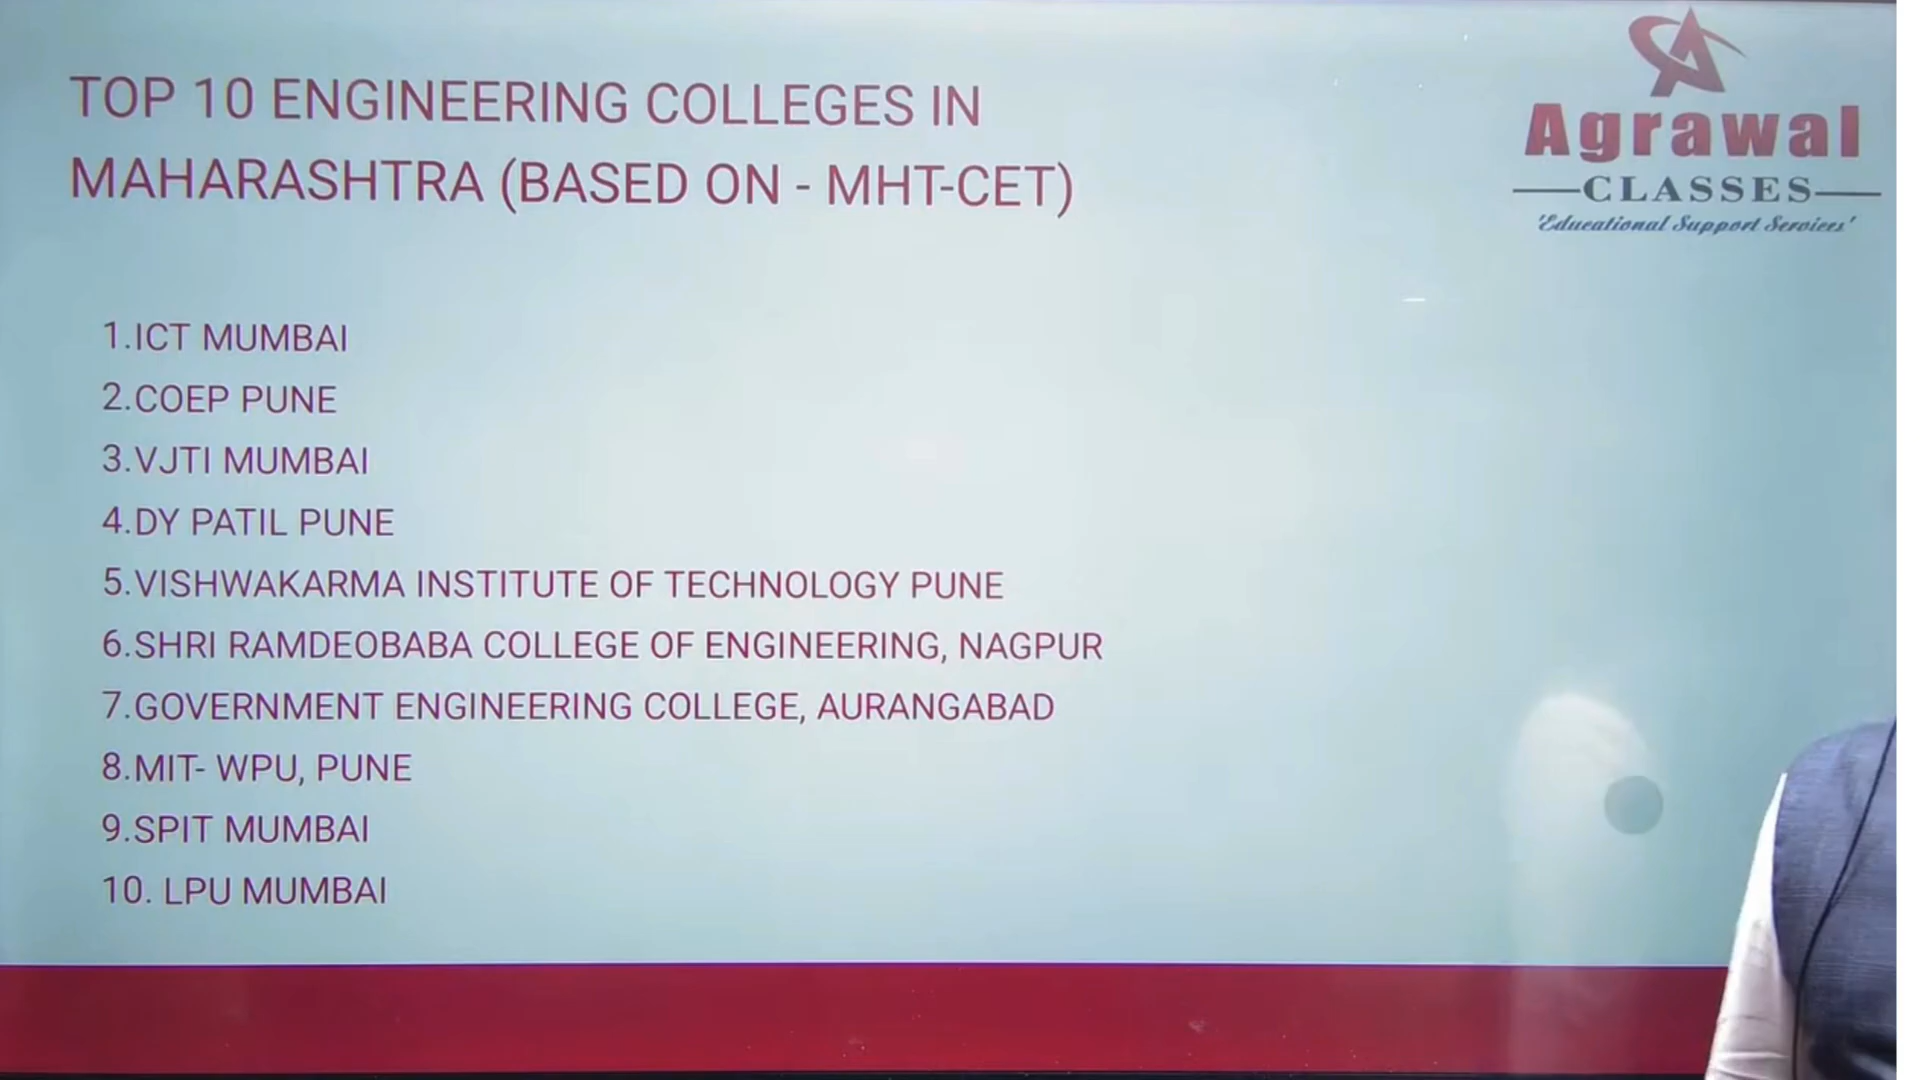 TOP 10 ENGINEERING COLLEGES IN
MAHARASHTRA (BASED ON - MHT-CET)
Agrawal
CLASSES
'Educational Support Services'
1.ICT MUMBAI
2.COEP PUNE
3.VJTI MUMBAI
4.DY PATIL PUNE
5.VISHWAKARMA INSTITUTE OF TECHNOLOGY PUNE
6.SHRI RAMDEOBABA COLLEGE OF ENGINEERING, NAGPUR
7.GOVERNMENT ENGINEERING COLLEGE, AURANGABAD
8.MIT- WPU, PUNE
9.SPIT MUMBAI
10. LPU MUMBAI